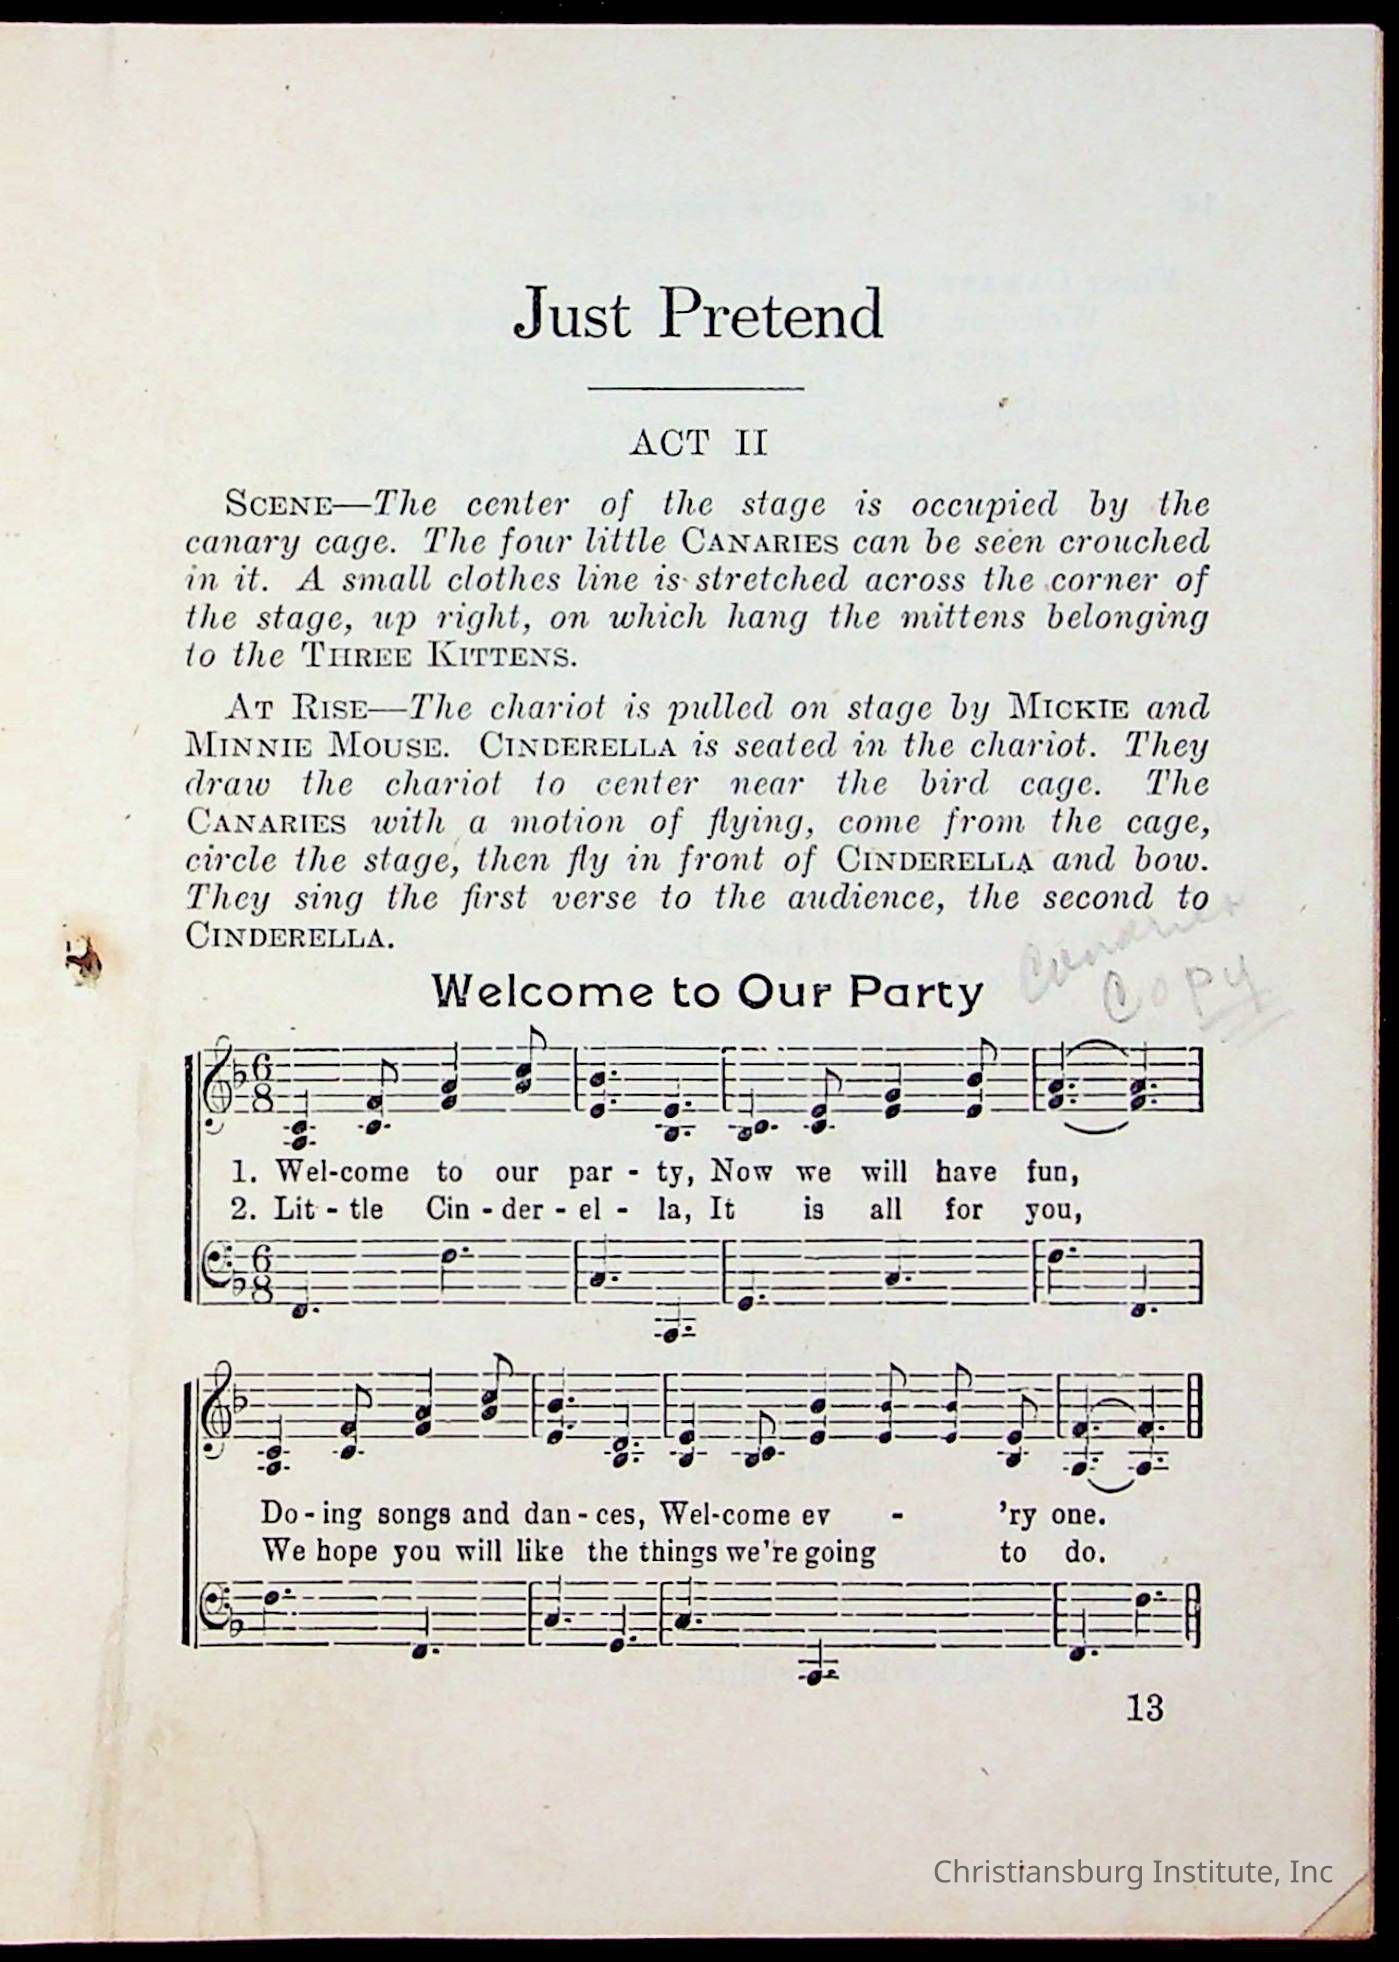 Just Pretend
ACT II
SCENE—The center of the stage is occupied by the
canary cage. The four little CANARIES can be seen crouched
in it. A small clothes line is stretched across the corner of
the stage, up right, on which hang the mittens belonging
to the THREE KITTENS.
AT RISE—The chariot is pulled on stage by MICKIE and
MINNIE MOUSE. CINDERELLA is seated in the chariot. They
draw the chariot to center near the bird cage. The
CANARIES with a motion of flying, come from the cage,
circle the stage, then fly in front of CINDERELLA and bow.
They sing the first verse to the audience, the second to
CINDERELLA.
Canaries
Copy
Welcome to Our Party
6
8
1. Wel-come to our par - ty, Now we will have fun,
2. Lit - tle Cin - der - el - la, It is all for you,
6
8
Do - ing songs and dan - ces, Wel-come ev - 'ry one.
We hope you will like the things we're going to do.
13
Christiansburg Institute, Inc